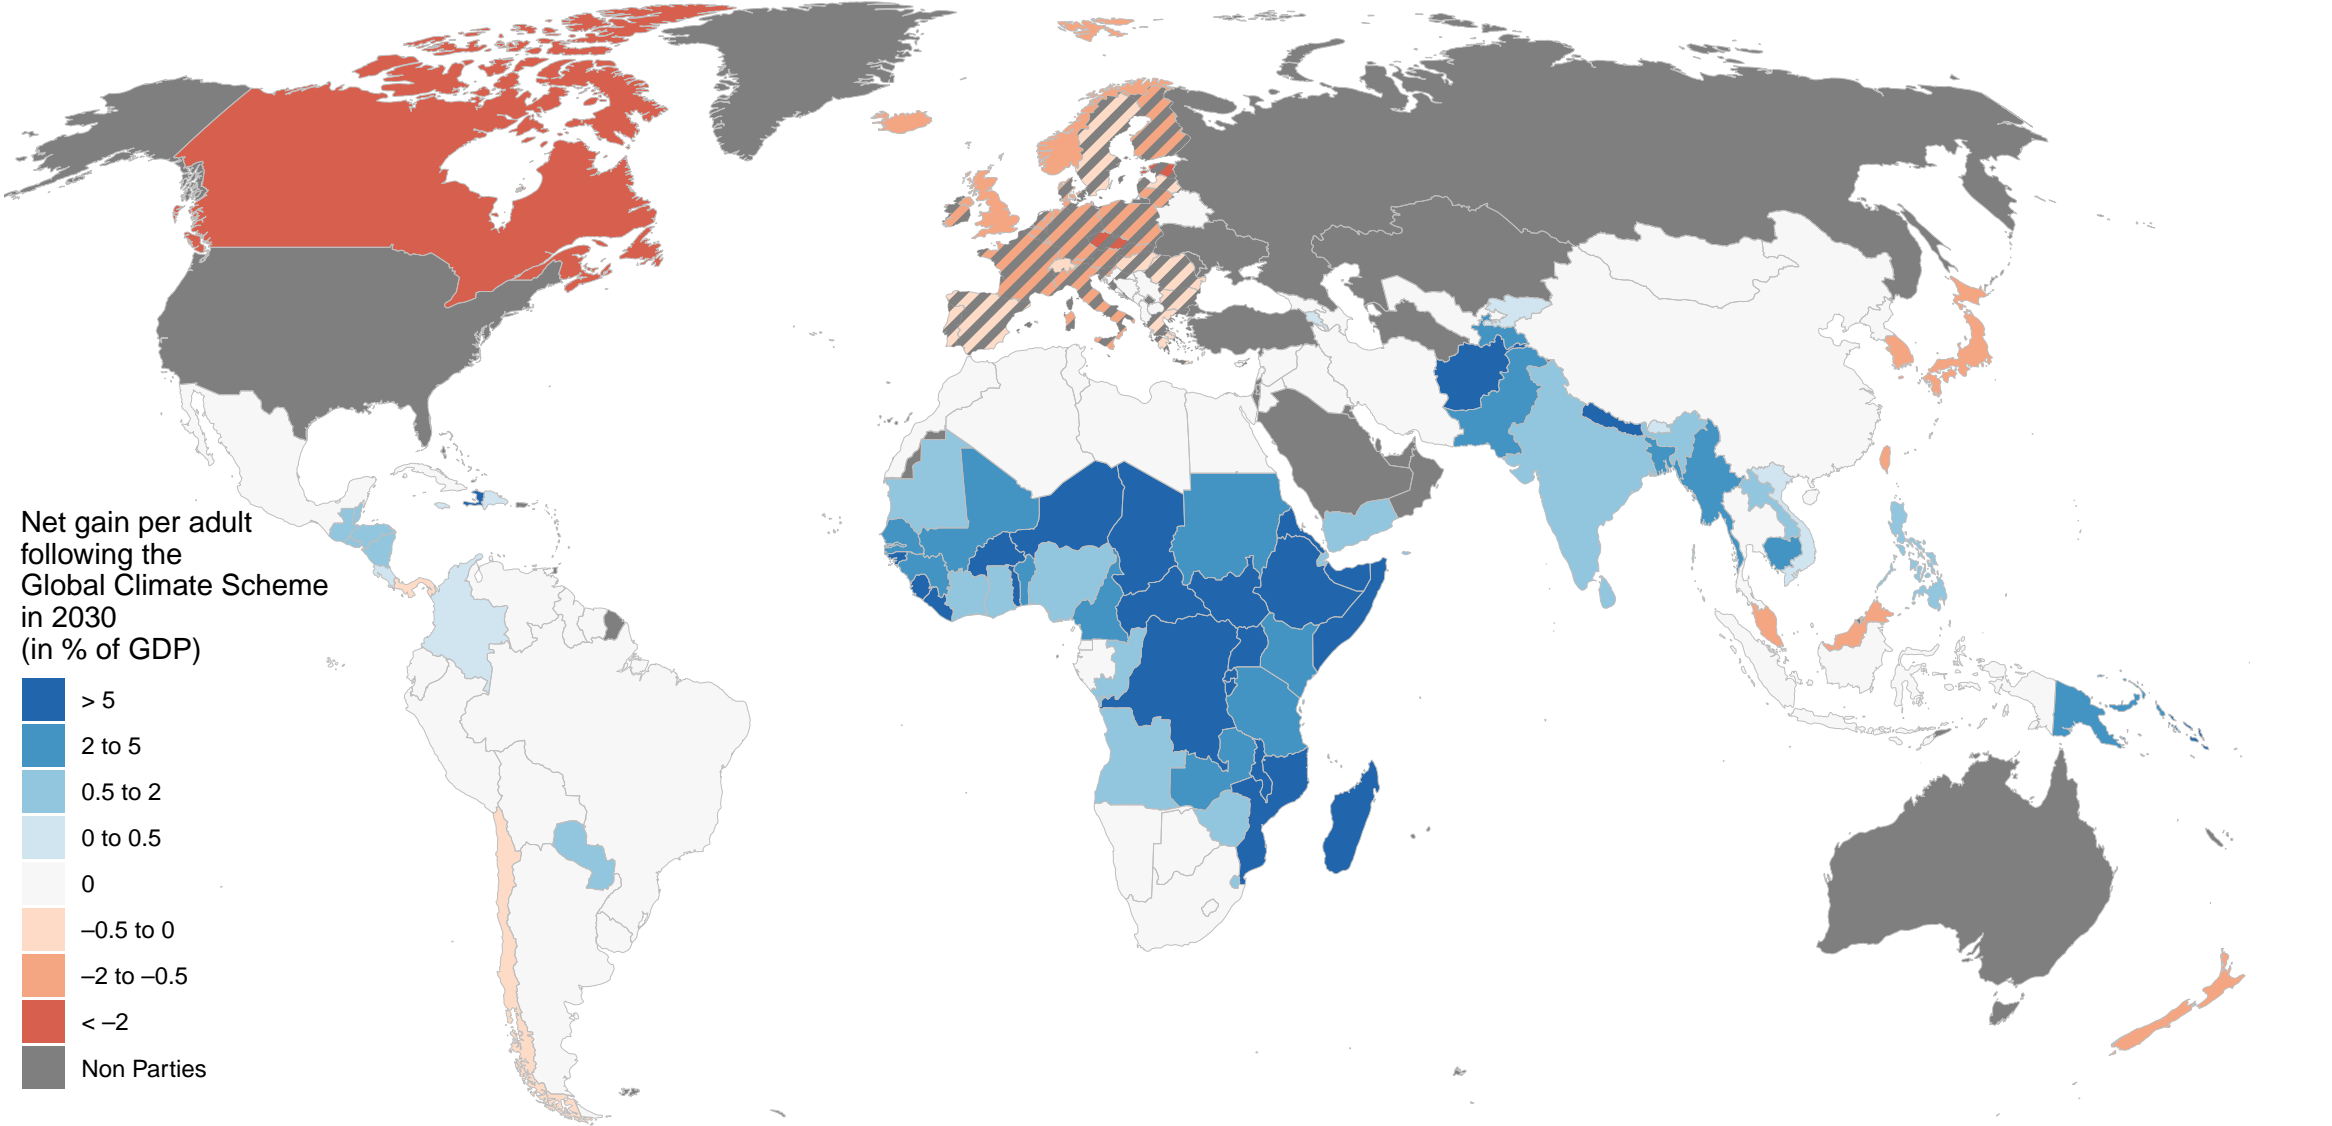 Net gain per adult
following the
Global Climate Scheme
in 2030
(in % of GDP)
> 5
2 to 5
0.5 to 2
0 to 0.5
0
–0.5 to 0
–2 to –0.5
< –2
Non Parties